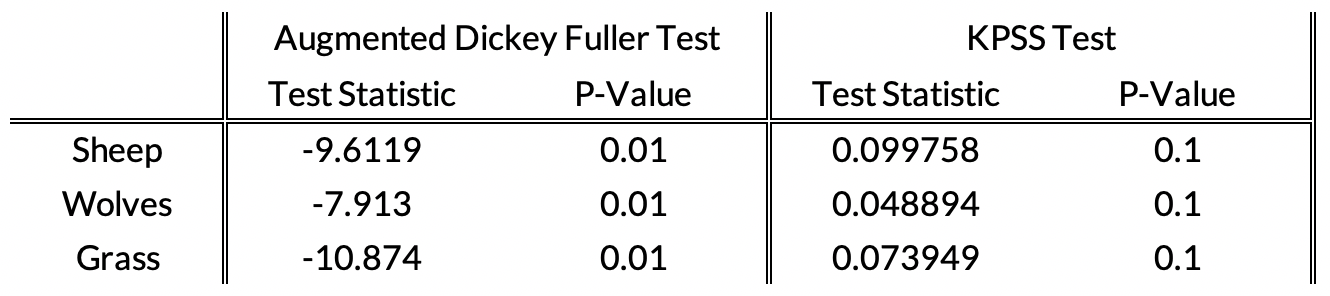 Augmented Dickey Fuller Test KPSS Test
Test Statistic P-Value Test Statistic P-Value
Sheep -9.6119 0.01 0.099758 0.1
Wolves -7.913 0.01 0.048894 0.1
Grass -10.874 0.01 0.073949 0.1